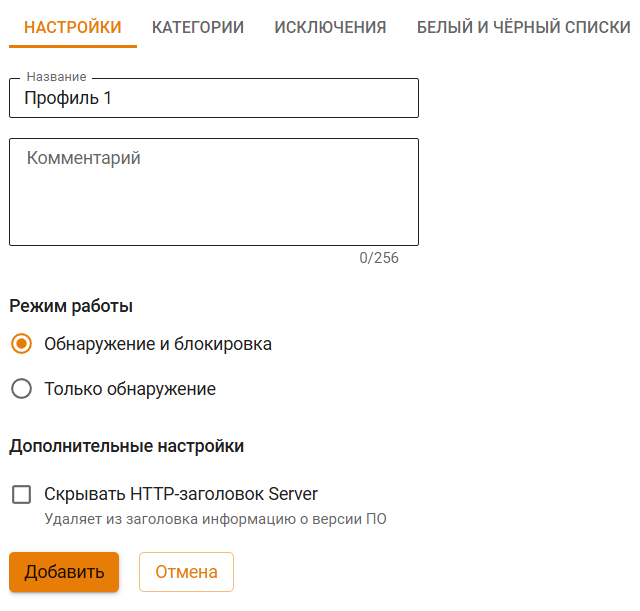 НАСТРОЙКИ КАТЕГОРИИ ИСКЛЮЧЕНИЯ БЕЛЫЙ И ЧЁРНЫЙ СПИСКИ
Название
Профиль 1
Комментарий
0/256
Режим работы
Обнаружение и блокировка
Только обнаружение
Дополнительные настройки
Скрывать HTTP-заголовок Server
Удаляет из заголовка информацию о версии ПО
Добавить Отмена